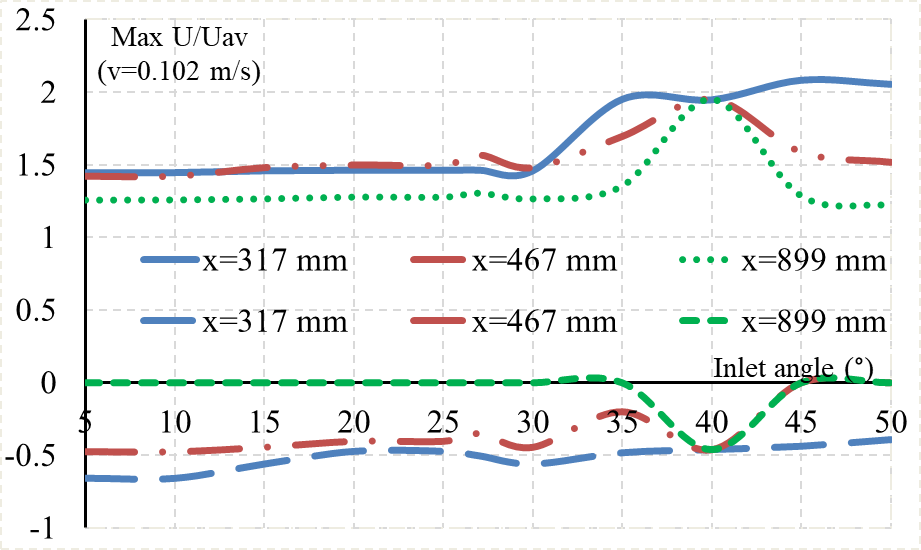 2.5
Max U/Uav
(v=0.102 m/s)
2
1.5
1
x=317 mm x=467 mm x=899 mm
0.5
x=317 mm x=467 mm x=899 mm
Inlet angle (°)
0
5 10 15 20 25 30 35 40 45 50
-0.5
-1